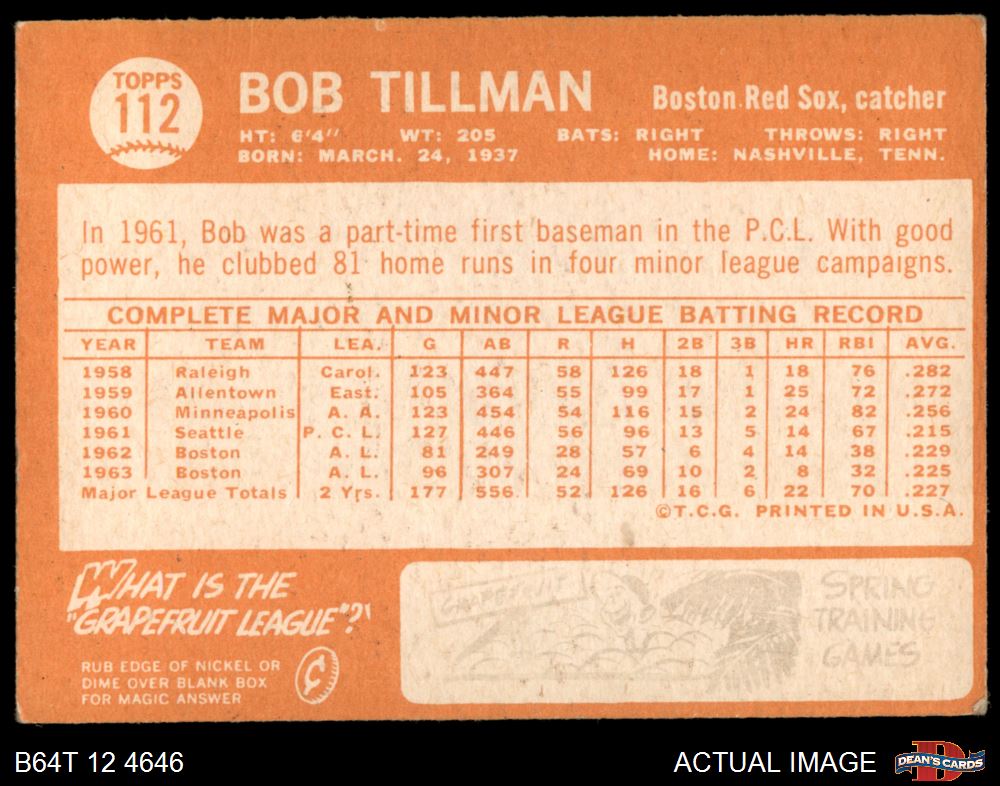 TOPPS
112
BOB TILLMAN
Boston Red Sox, catcher
HT: 6'4" WT: 205 BATS: RIGHT THROWS: RIGHT
BORN: MARCH. 24, 1937 HOME: NASHVILLE, TENN.
In 1961, Bob was a part-time first baseman in the P.C.L. With good
power, he clubbed 81 home runs in four minor league campaigns.
COMPLETE MAJOR AND MINOR LEAGUE BATTING RECORD
YEAR TEAM LEA. G AB R H 2B 3B HR RBI AVG.
1958 Raleigh Carol. 123 447 58 126 18 1 18 76 .282
1959 Allentown East. 105 364 55 99 17 1 25 72 .272
1960 Minneapolis A. A. 123 454 54 116 15 2 24 82 .256
1961 Seattle P. C. L. 127 446 56 96 13 5 14 67 .215
1962 Boston A. L. 81 249 28 57 6 4 14 38 .229
1963 Boston A. L. 96 307 24 69 10 2 8 32 .225
Major League Totals 2 Yrs. 177 556 52 126 16 6 22 70 .227
©T.C.G. PRINTED IN U.S.A.
WHAT IS THE
"GRAPEFRUIT LEAGUE"?
RUB EDGE OF NICKEL OR
DIME OVER BLANK BOX
FOR MAGIC ANSWER
¢
GRAPEFRUIT
SPRING
TRAINING
GAMES
B64T 12 4646
ACTUAL IMAGE
D
DEAN'S CARDS